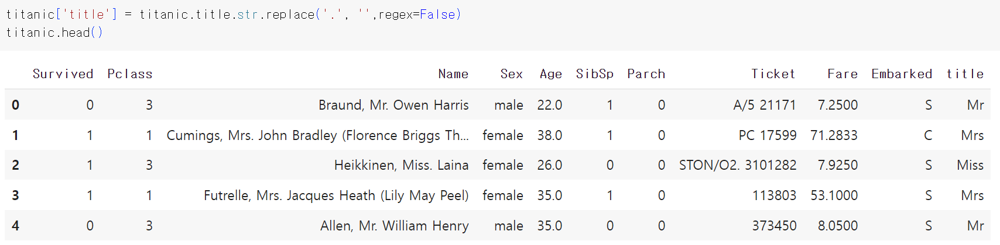 titanic['title'] = titanic.title.str.replace('.', '',regex=False)
titanic.head()
Survived Pclass Name Sex Age SibSp Parch Ticket Fare Embarked title
0 0 3 Braund, Mr. Owen Harris male 22.0 1 0 A/5 21171 7.2500 S Mr
1 1 1 Cumings, Mrs. John Bradley (Florence Briggs Th... female 38.0 1 0 PC 17599 71.2833 C Mrs
2 1 3 Heikkinen, Miss. Laina female 26.0 0 0 STON/O2. 3101282 7.9250 S Miss
3 1 1 Futrelle, Mrs. Jacques Heath (Lily May Peel) female 35.0 1 0 113803 53.1000 S Mrs
4 0 3 Allen, Mr. William Henry male 35.0 0 0 373450 8.0500 S Mr